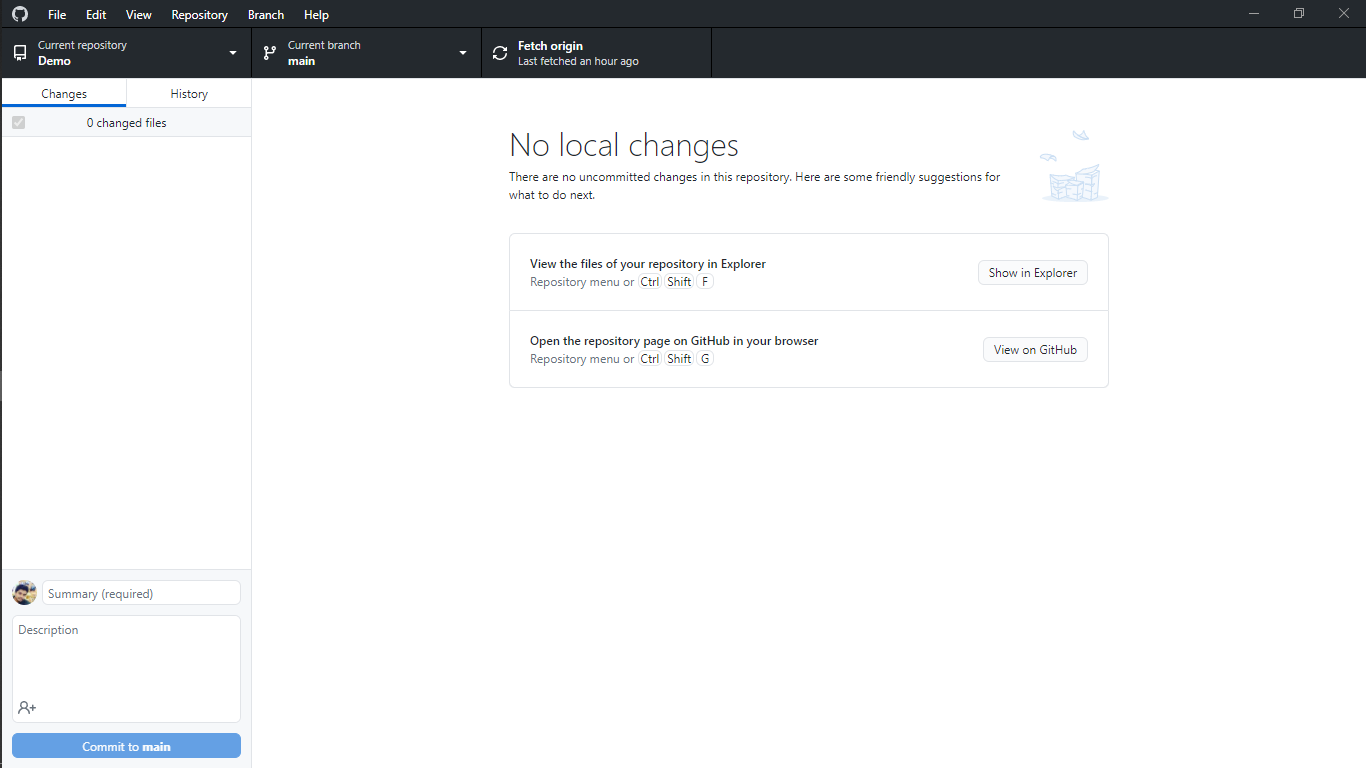 File Edit View Repository Branch Help
Current repository
Demo
Current branch
main
Fetch origin
Last fetched an hour ago
Changes
History
0 changed files
No local changes
There are no uncommitted changes in this repository. Here are some friendly suggestions for
what to do next.
View the files of your repository in Explorer
Repository menu or Ctrl Shift F
Show in Explorer
Open the repository page on GitHub in your browser
Repository menu or Ctrl Shift G
View on GitHub
Summary (required)
Description
Commit to main